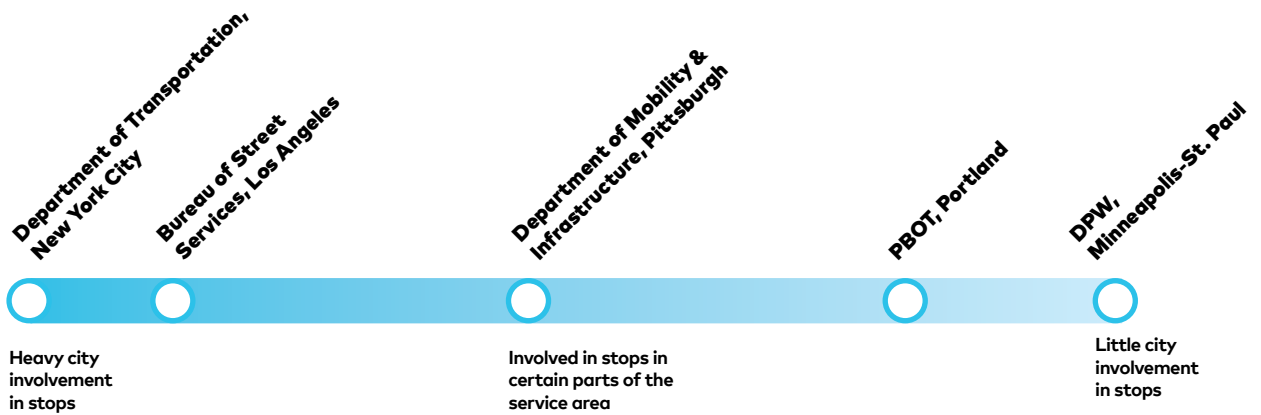 Department of Transportation,
New York City
Bureau of Street
Services, Los Angeles
Department of Mobility &
Infrastructure, Pittsburgh
PBOT, Portland
DPW,
Minneapolis-St. Paul
Heavy city
involvement
in stops
Involved in stops in
certain parts of the
service area
Little city
involvement
in stops